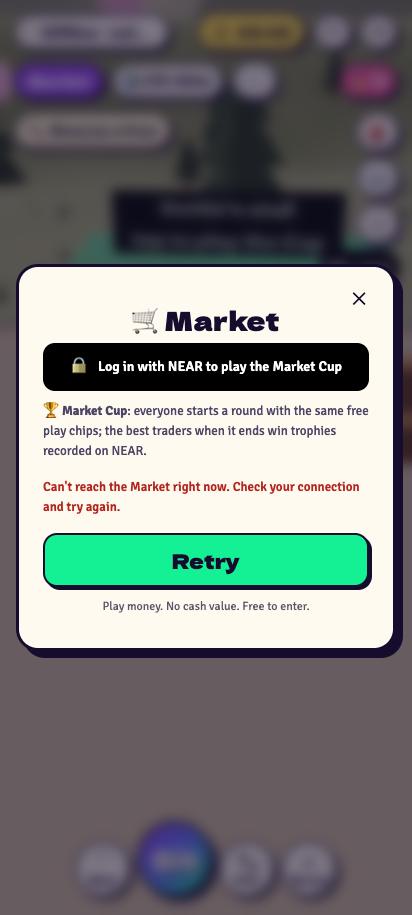 Market
Log in with NEAR to play the Market Cup
Market Cup: everyone starts a round with the same free
play chips; the best traders when it ends win trophies
recorded on NEAR.
Can't reach the Market right now. Check your connection
and try again.
Retry
Play money. No cash value. Free to enter.